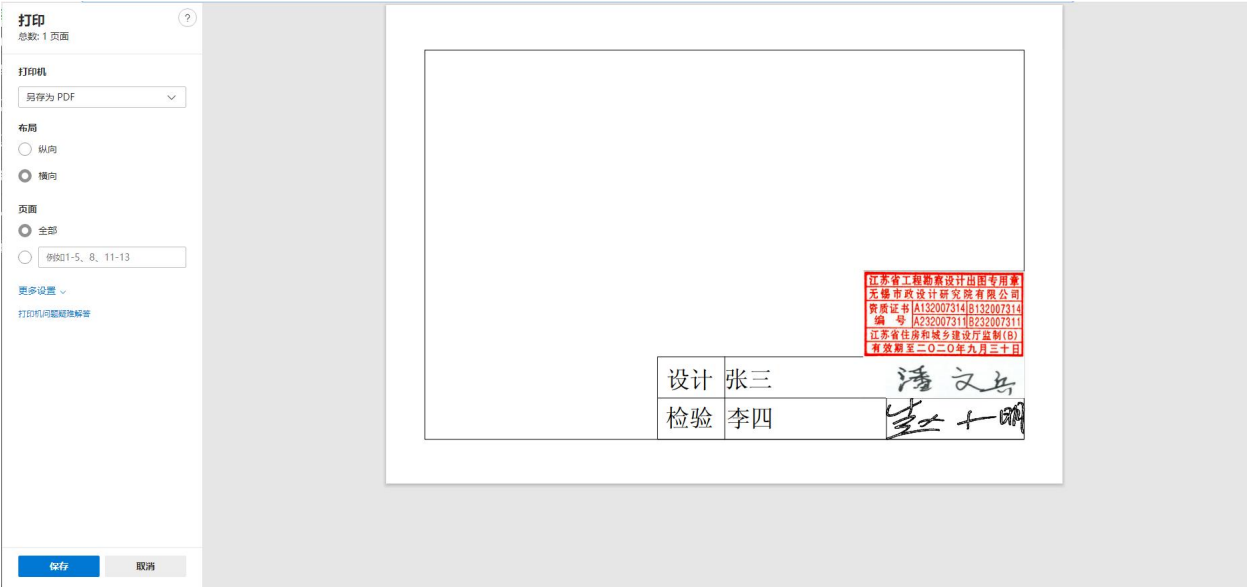 打印
?
总数: 1 页面
打印机
另存为 PDF
布局
纵向
横向
页面
全部
例如1-5、8、11-13
更多设置
打印机问题疑难解答
保存
取消
江苏省工程勘察设计出图专用章
无锡市政设计研究院有限公司
资质证书 A132007314 B132007314
编 号 A232007311 B232007311
江苏省住房和城乡建设厅监制(B)
有效期至二〇二〇年九月三十日
设计 张三 潘文兵
检验 李四